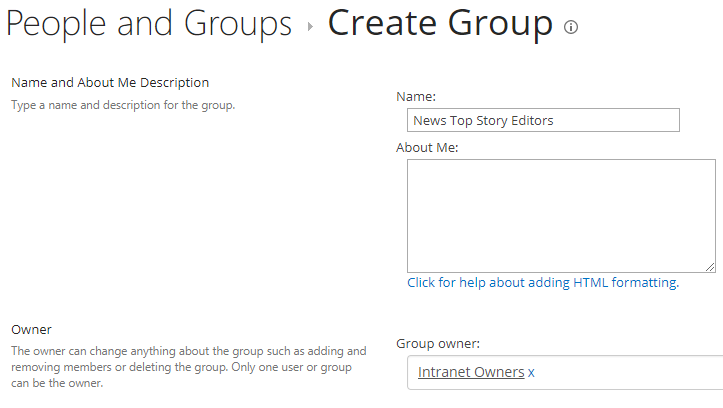 People and Groups ▸ Create Group
Name and About Me Description
Type a name and description for the group.
Name:
News Top Story Editors
About Me:
Click for help about adding HTML formatting.
Owner
The owner can change anything about the group such as adding and
removing members or deleting the group. Only one user or group
can be the owner.
Group owner:
Intranet Owners x